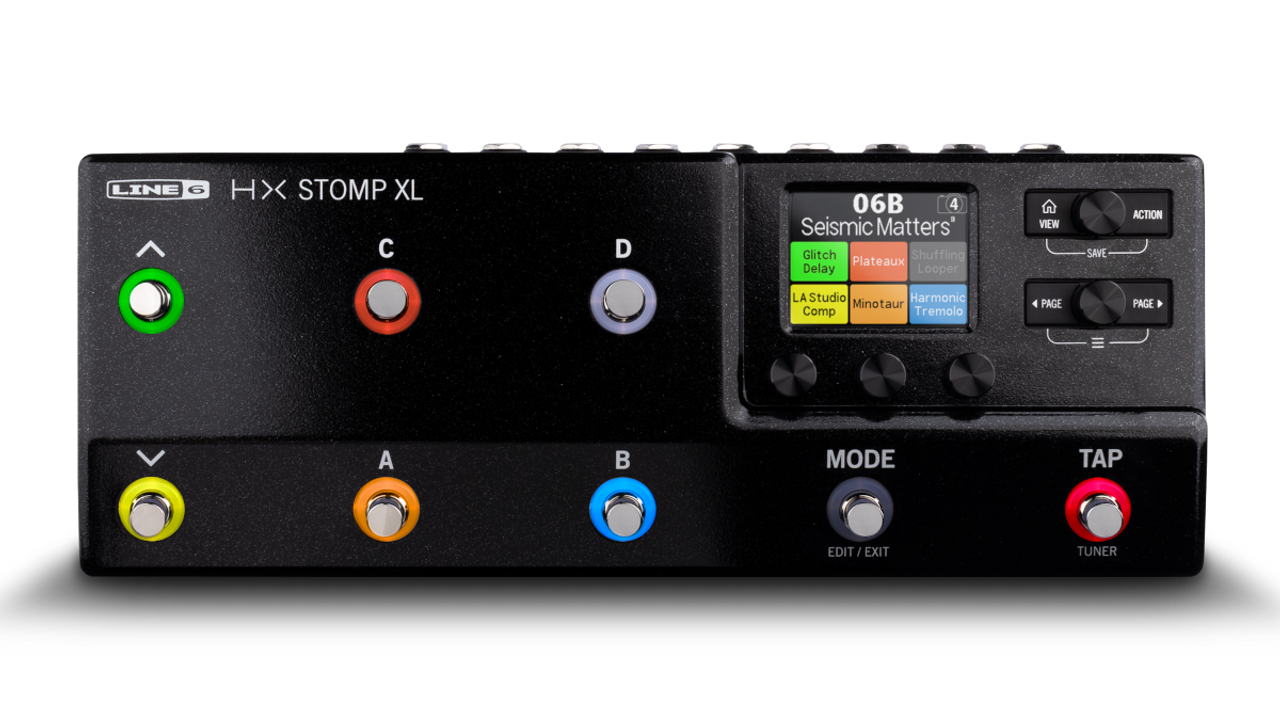 LINE 6 HX STOMP XL
06B 4
Seismic Matters
Glitch Delay
Plateaux
Shuffling Looper
LA Studio Comp
Minotaur
Harmonic Tremolo
VIEW
ACTION
SAVE
PAGE
PAGE
C
D
A
B
MODE
EDIT / EXIT
TAP
TUNER